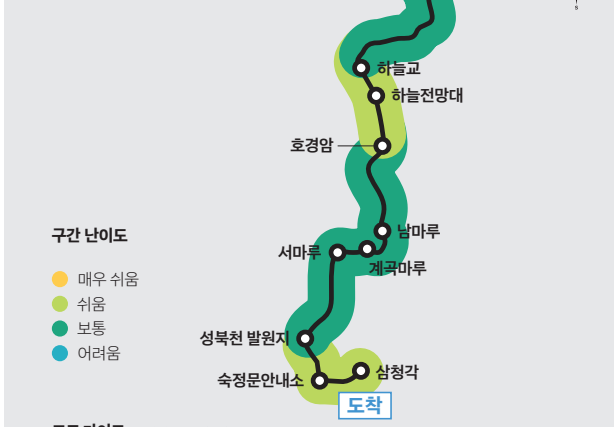 하늘교
하늘전망대
호경암
남마루
서마루
계곡마루
구간 난이도
매우 쉬움
쉬움
보통
어려움
성북천 발원지
숙정문안내소
삼청각
도착